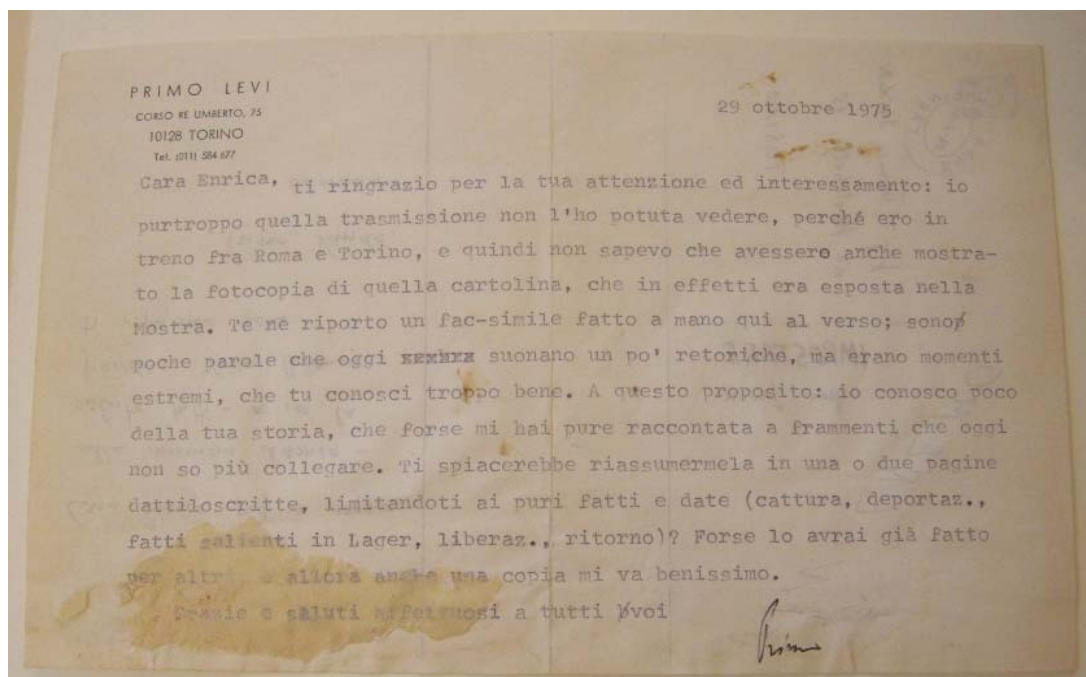 PRIMO LEVI
CORSO RE UMBERTO, 75
10128 TORINO
Tel. (011) 584 677
29 ottobre 1975
Cara Enrica, ti ringrazio per la tua attenzione ed interessamento: io
purtroppo quella trasmissione non l'ho potuta vedere, perché ero in
treno fra Roma e Torino, e quindi non sapevo che avessero anche mostra-
to la fotocopia di quella cartolina, che in effetti era esposta nella
Mostra. Te ne riporto un fac-simile fatto a mano qui al verso; sono
poche parole che oggi suonano un po' retoriche, ma erano momenti
estremi, che tu conosci troppo bene. A questo proposito: io conosco poco
della tua storia, che forse mi hai pure raccontata a frammenti che oggi
non so più collegare. Ti spiacerebbe riassumermela in una o due pagine
dattiloscritte, limitandoti ai puri fatti e date (cattura, deportaz.,
fatti salienti in Lager, liberaz., ritorno)? Forse lo avrai già fatto
per altri, e allora anche una copia mi va benissimo.
Grazie e saluti affettuosi a tutti voi
Primo